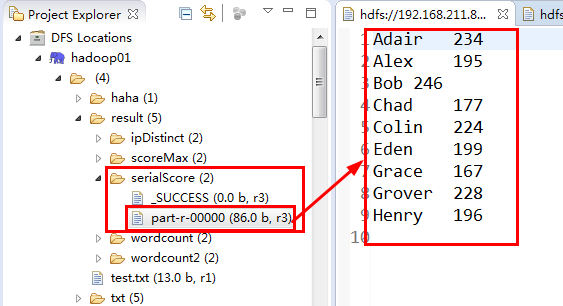 Project Explorer
DFS Locations
hadoop01
(4)
haha (1)
result (5)
ipDistinct (2)
scoreMax (2)
serialScore (2)
_SUCCESS (0.0 b, r3)
part-r-00000 (86.0 b, r3)
wordcount (2)
wordcount2 (2)
test.txt (13.0 b, r1)
txt (5)
hdfs://192.168.211.8...
hdfs
1 Adair 234
2 Alex 195
3 Bob 246
4 Chad 177
5 Colin 224
6 Eden 199
7 Grace 167
8 Grover 228
9 Henry 196
10